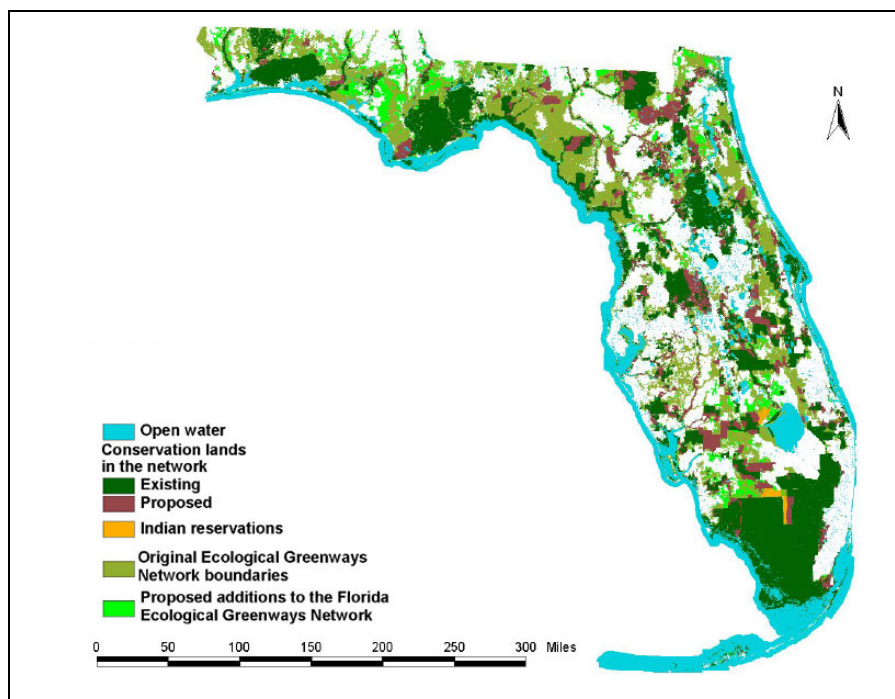 N
Open water
Conservation lands
in the network
Existing
Proposed
Indian reservations
Original Ecological Greenways
Network boundaries
Proposed additions to the Florida
Ecological Greenways Network
0 50 100 150 200 250 300 Miles